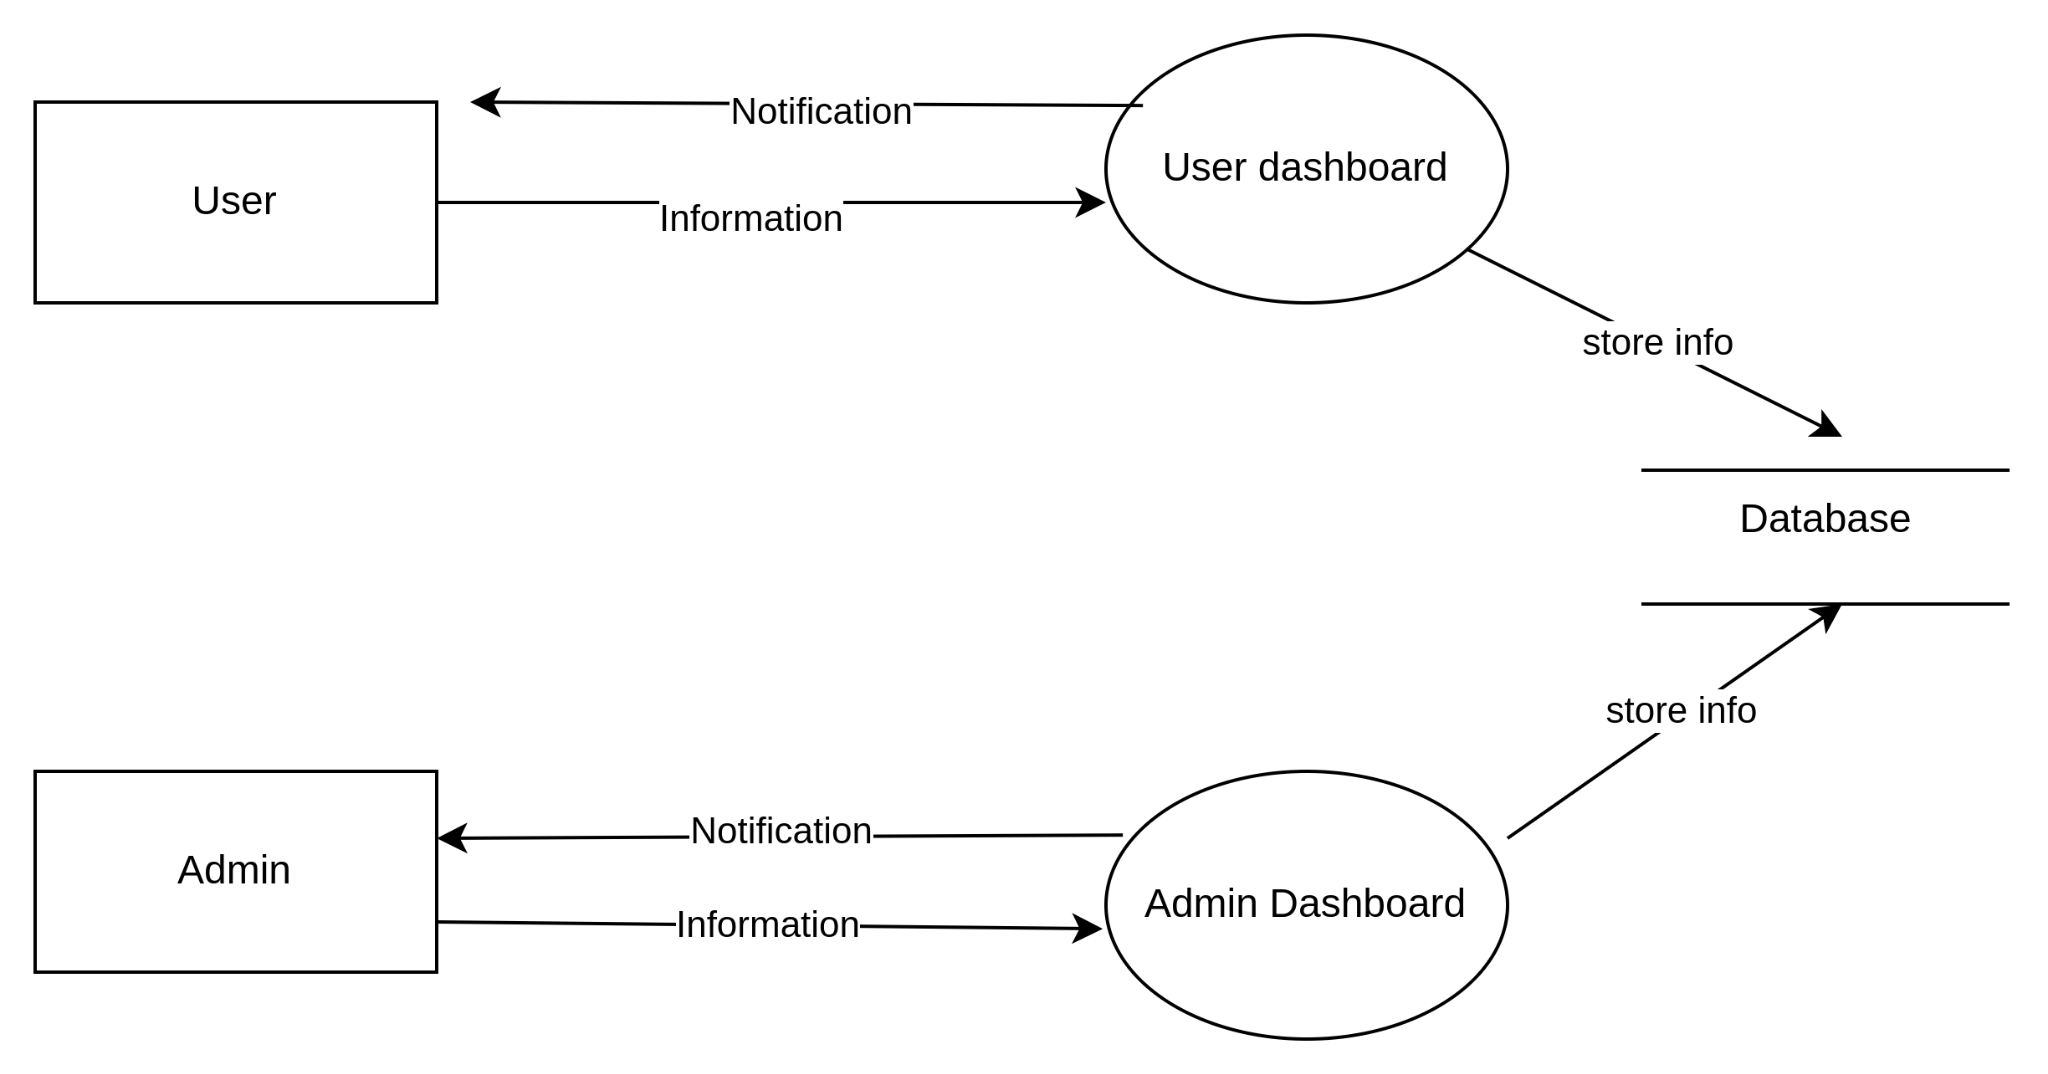 Notification
User dashboard
User
Information
store info
Database
store info
Notification
Admin
Admin Dashboard
Information